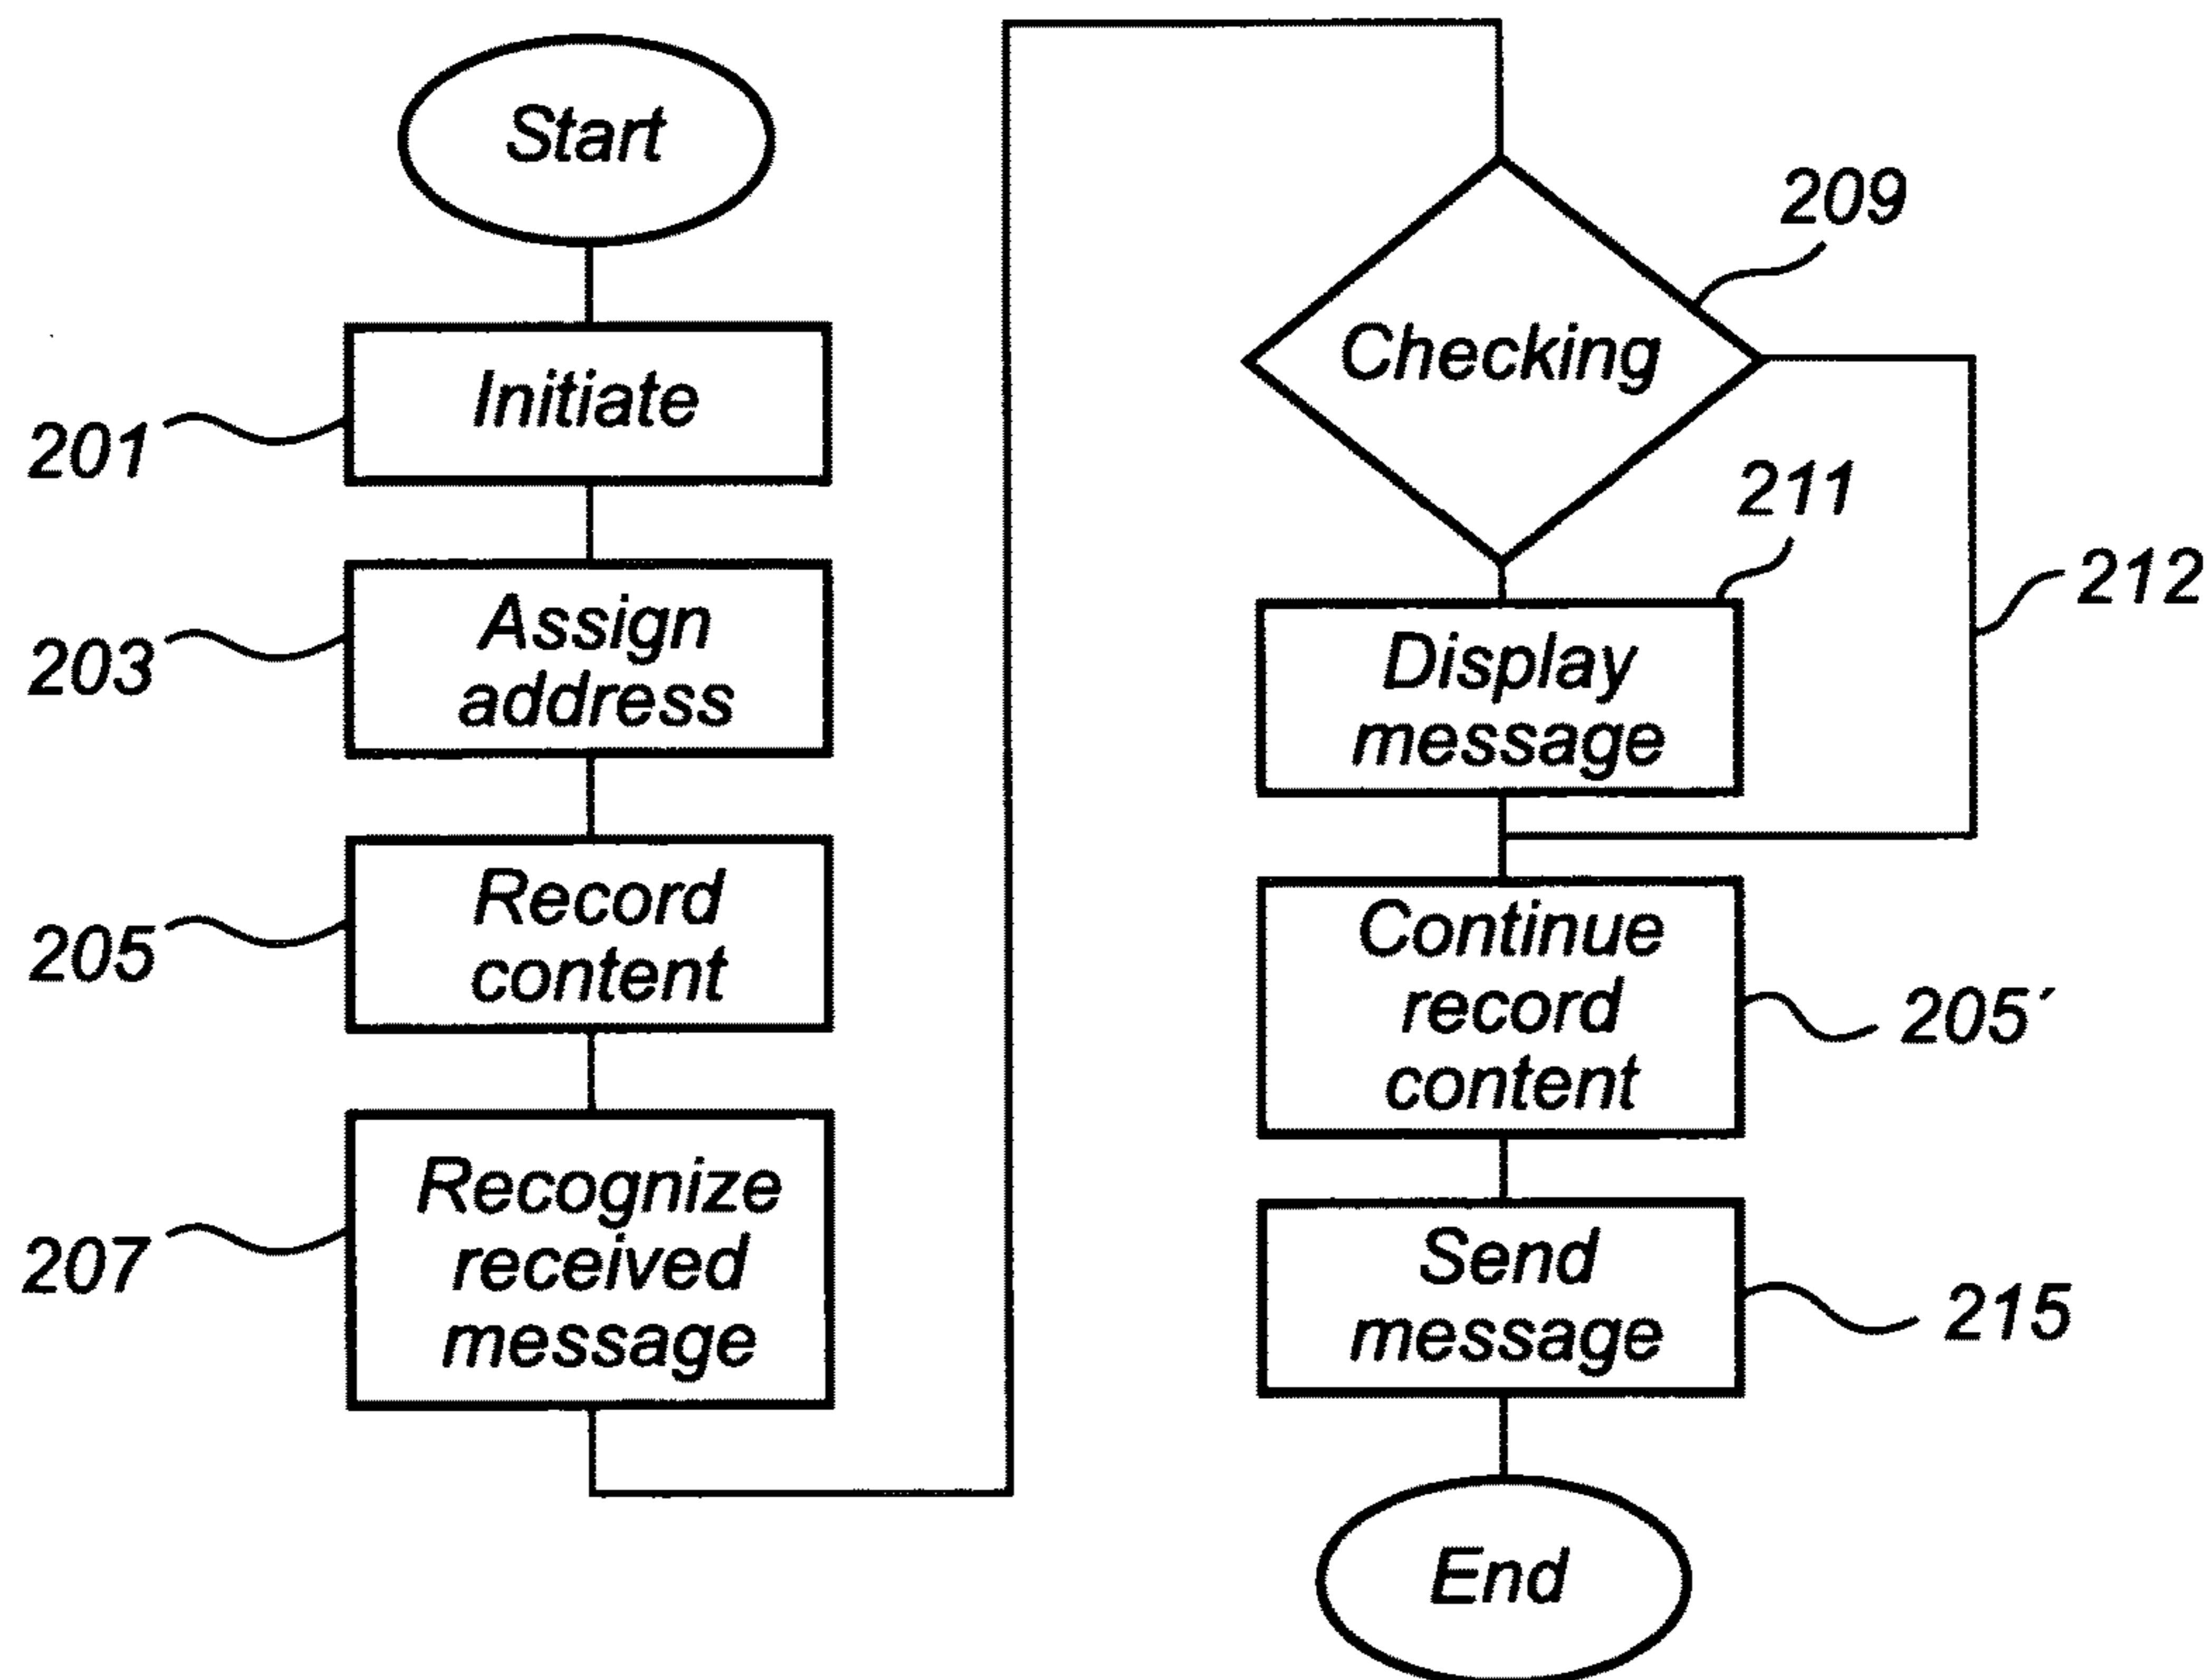 Start
Initiate
201
Assign
address
203
Record
content
205
Recognize
received
message
207
Checking
209
Display
message
211
212
Continue
record
content
205´
Send
message
215
End